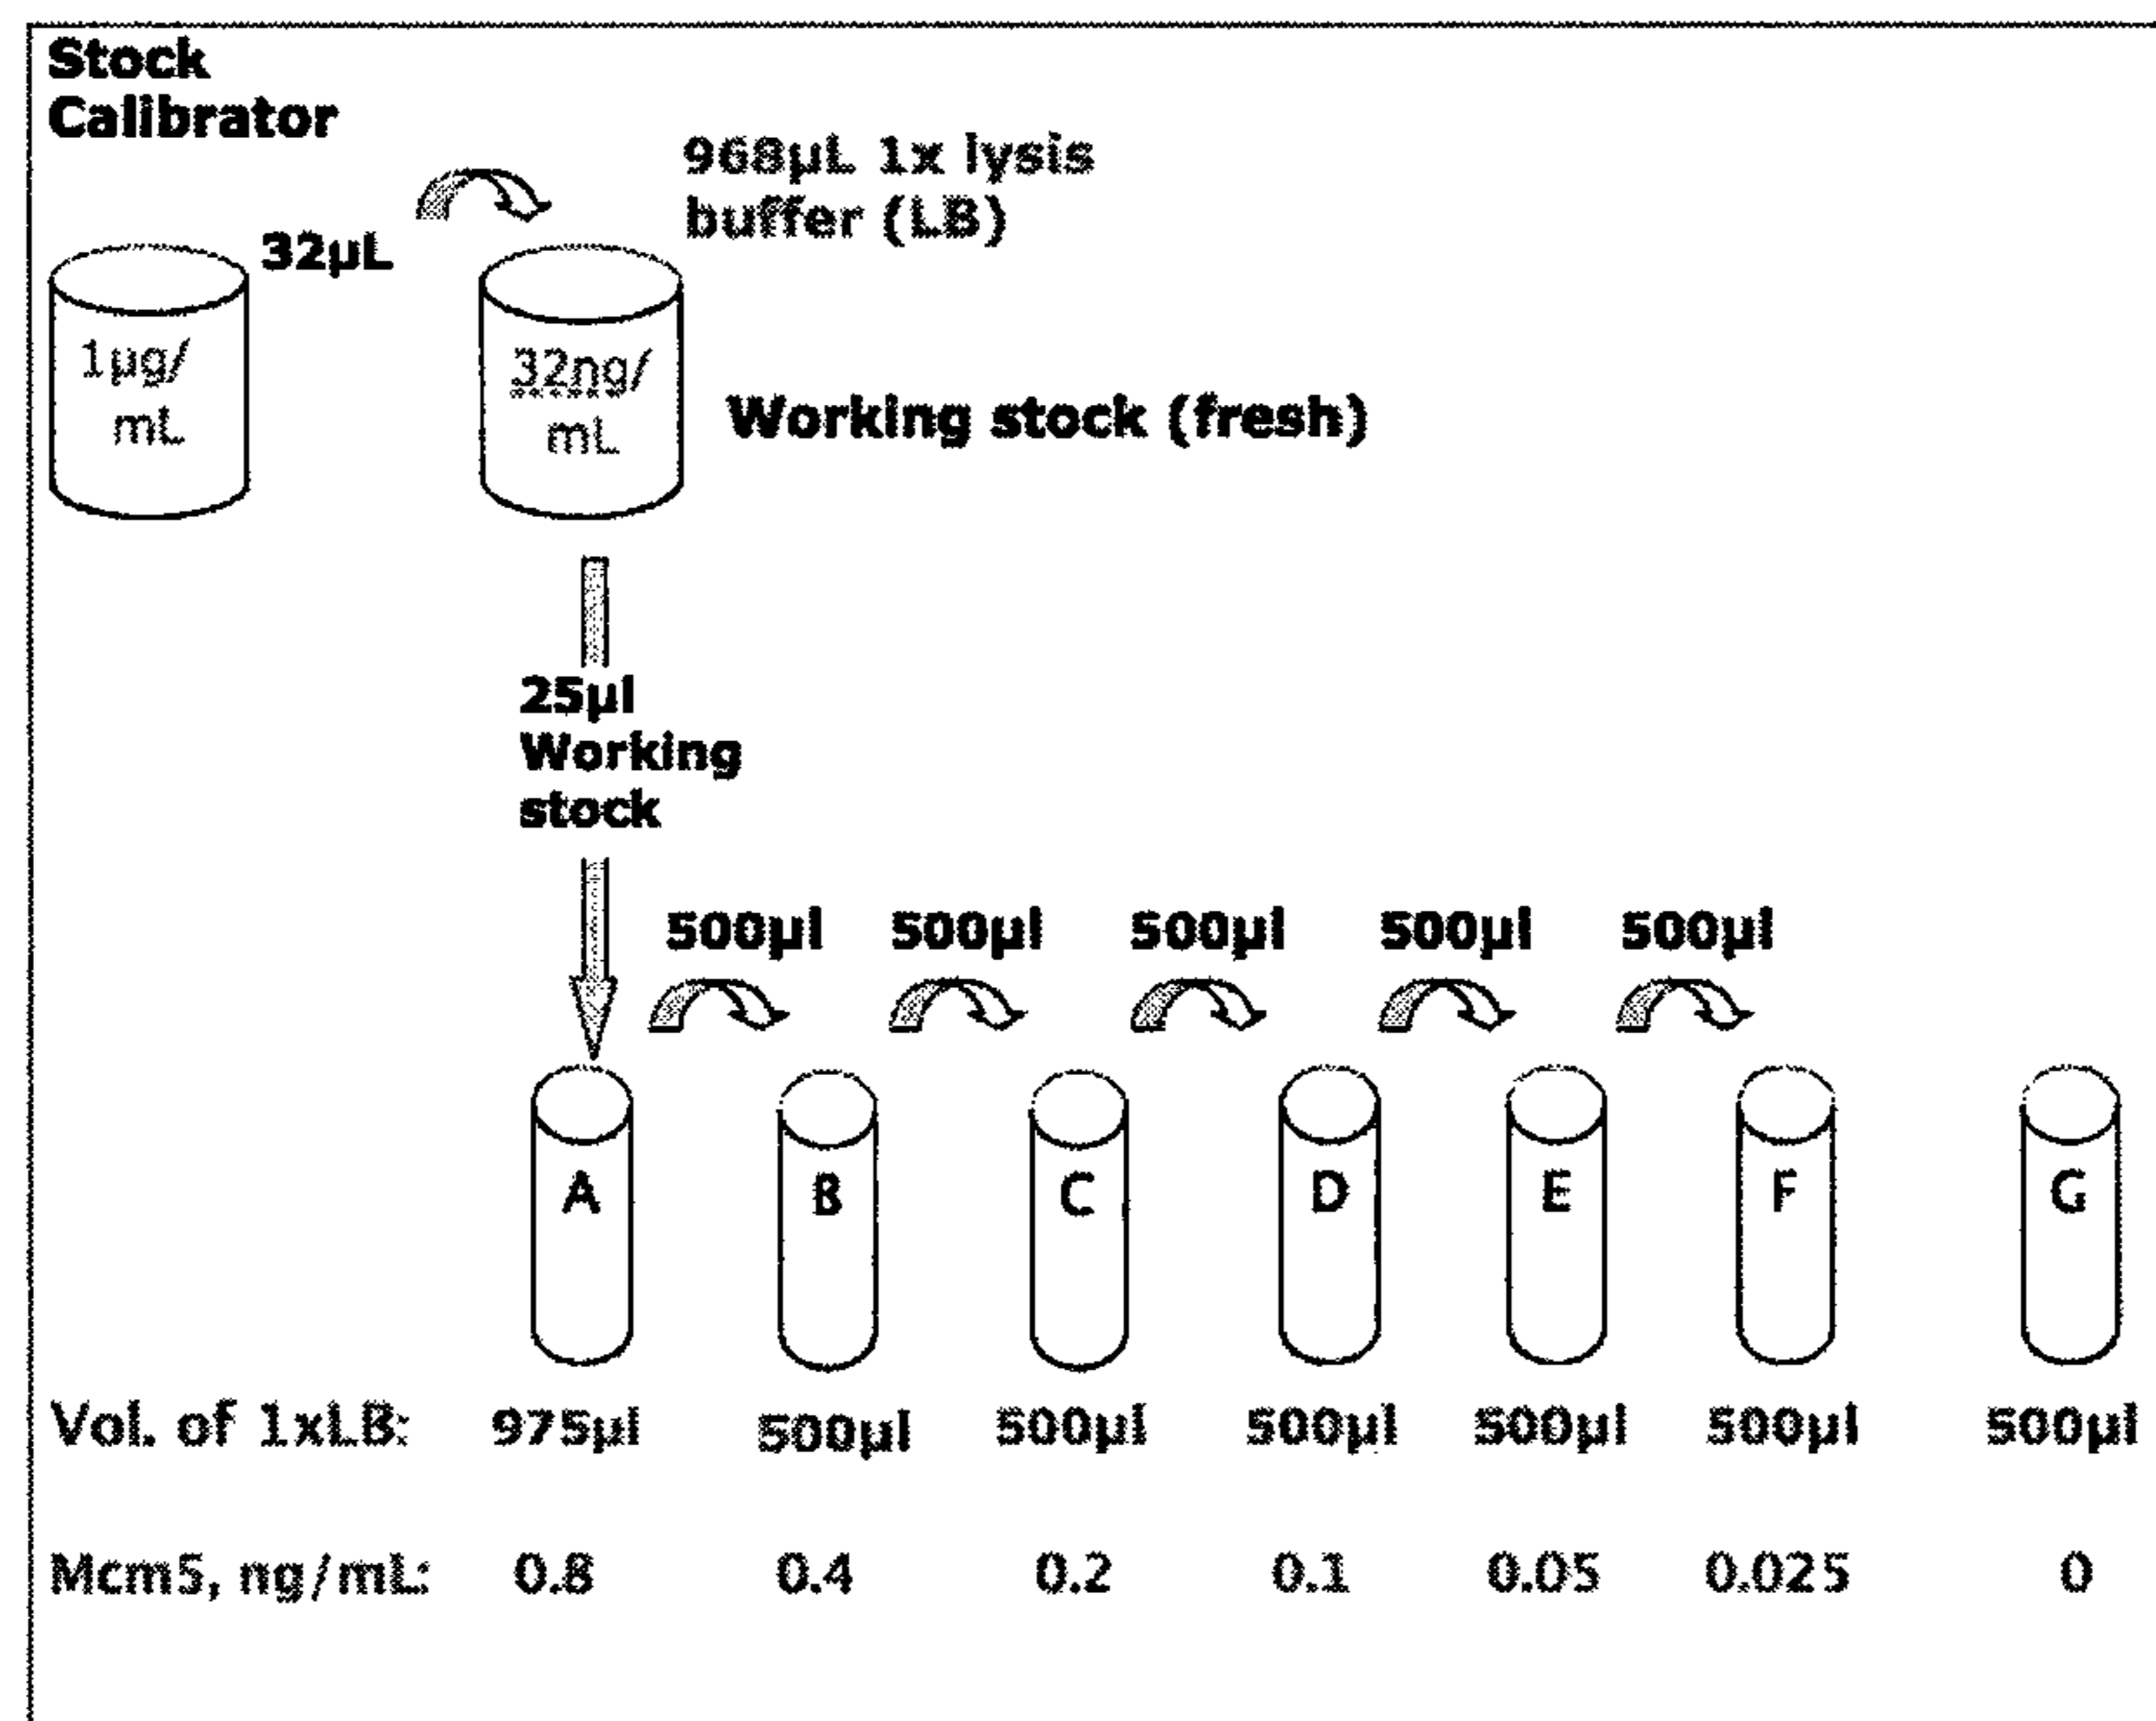 Stock
Calibrator
968µL 1x lysis
buffer (LB)
32µL
1µg/
mL
32ng/
mL
Working stock (fresh)
25µl
Working
stock
500µl 500µl 500µl 500µl 500µl
A B C D E F G
Vol. of 1xLB: 975µl 500µl 500µl 500µl 500µl 500µl 500µl
Mcm5, ng/mL: 0.8 0.4 0.2 0.1 0.05 0.025 0